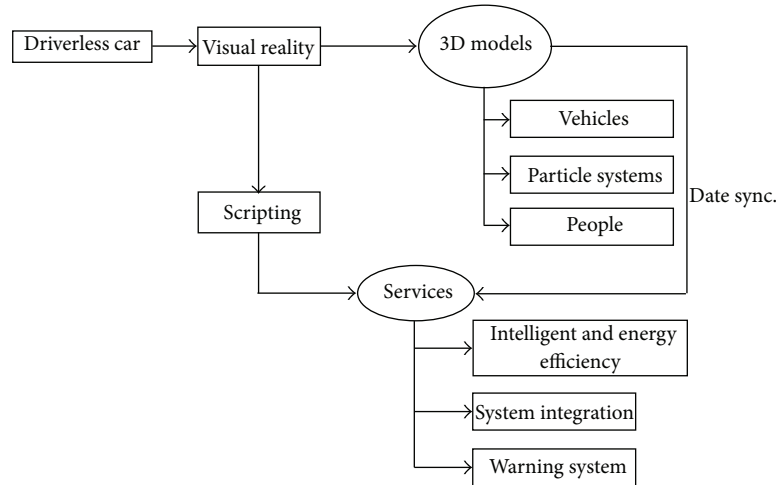 Driverless car
Visual reality
3D models
Vehicles
Particle systems
Date sync.
Scripting
People
Services
Intelligent and energy
efficiency
System integration
Warning system